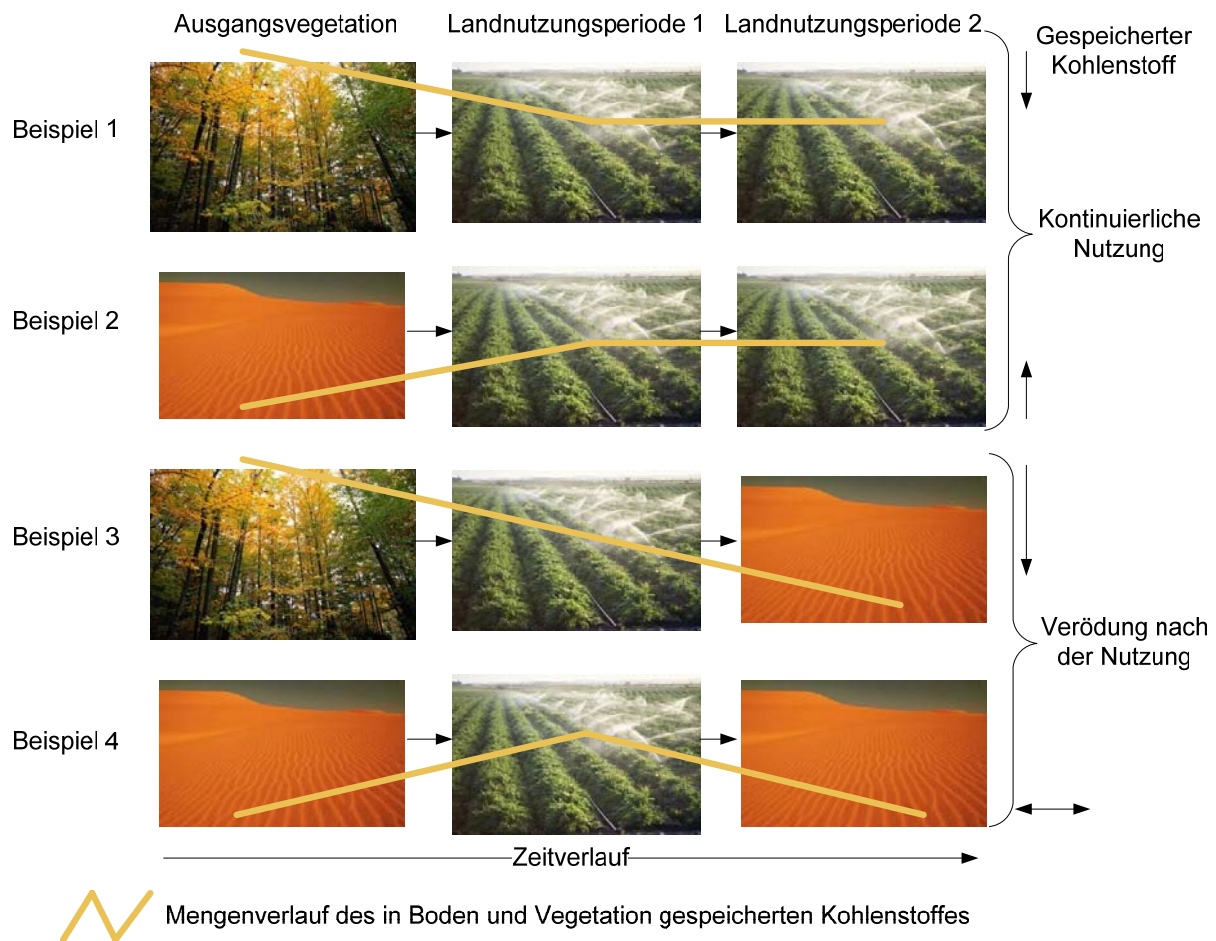 Ausgangsvegetation
Landnutzungsperiode 1
Landnutzungsperiode 2
Gespeicherter
Kohlenstoff
Beispiel 1
Kontinuierliche
Nutzung
Beispiel 2
Beispiel 3
Verödung nach
der Nutzung
Beispiel 4
Zeitverlauf
Mengenverlauf des in Boden und Vegetation gespeicherten Kohlenstoffes